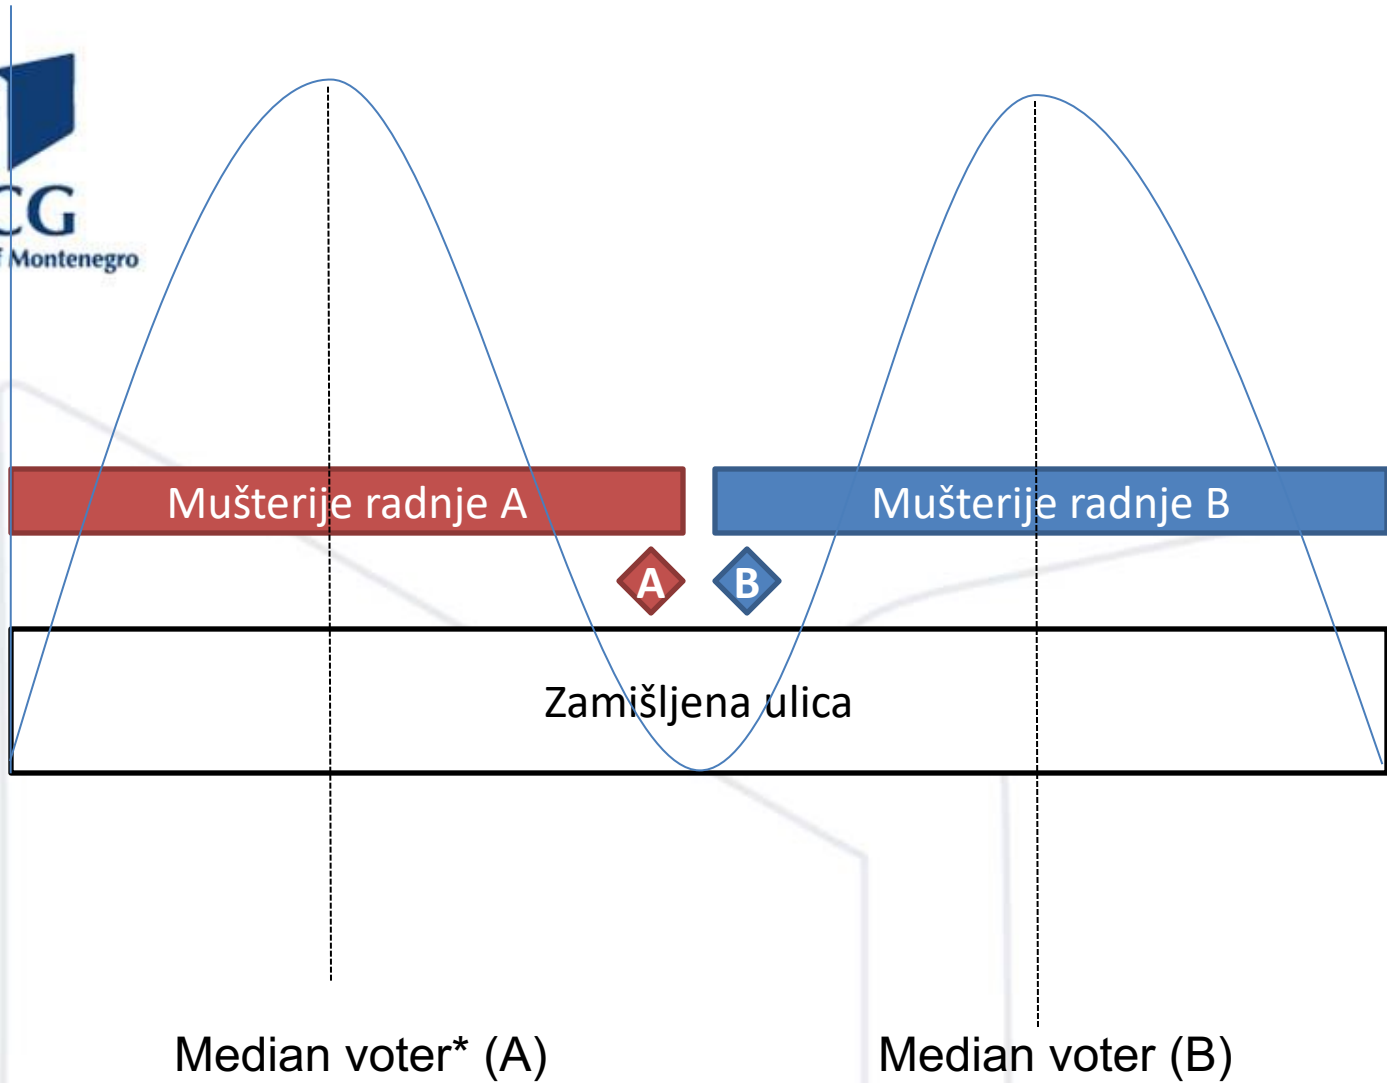 CG
f Montenegro
Mušterije radnje A
Mušterije radnje B
A
B
Zamišljena ulica
Median voter* (A)
Median voter (B)